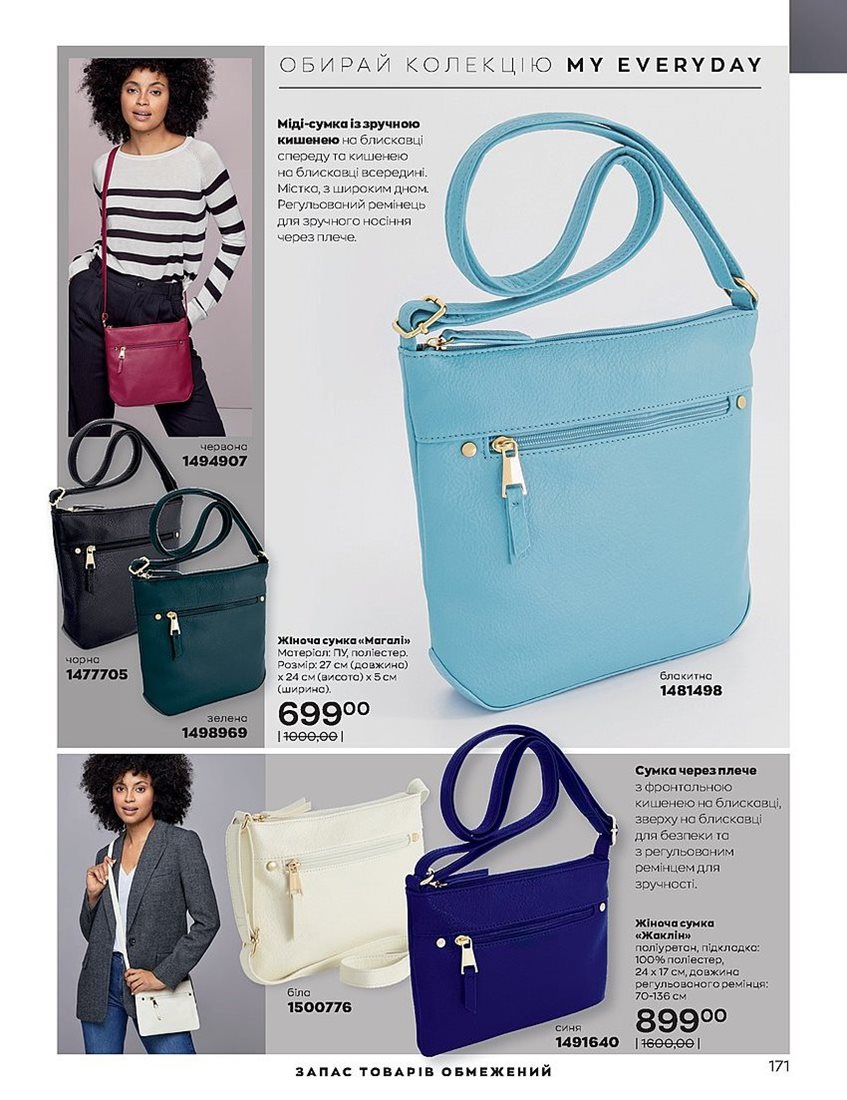 ОБИРАЙ КОЛЕКЦІЮ MY EVERYDAY
Міді-сумка із зручною
кишенею на блискавці
спереду та кишенею
на блискавці всередині.
Містка, з широким дном.
Регульований ремінець
для зручного носіння
через плече.
червона
1494907
чорна
1477705
зелена
1498969
Жіноча сумка «Магалі»
Матеріал: ПУ, поліестер.
Розмір: 27 см (довжина)
х 24 см (висота) х 5 см
(ширина).
699⁰⁰
|1000,00|
блакитна
1481498
Сумка через плече
з фронтальною
кишенею на блискавці,
зверху на блискавці
для безпеки та
з регульованим
ремінцем для
зручності.
Жіноча сумка
«Жаклін»
поліуретан, підкладка:
100% поліестер,
24 х 17 см, довжина
регульованого ремінця:
70-136 см
899⁰⁰
|1600,00|
біла
1500776
синя
1491640
ЗАПАС ТОВАРІВ ОБМЕЖЕНИЙ
171